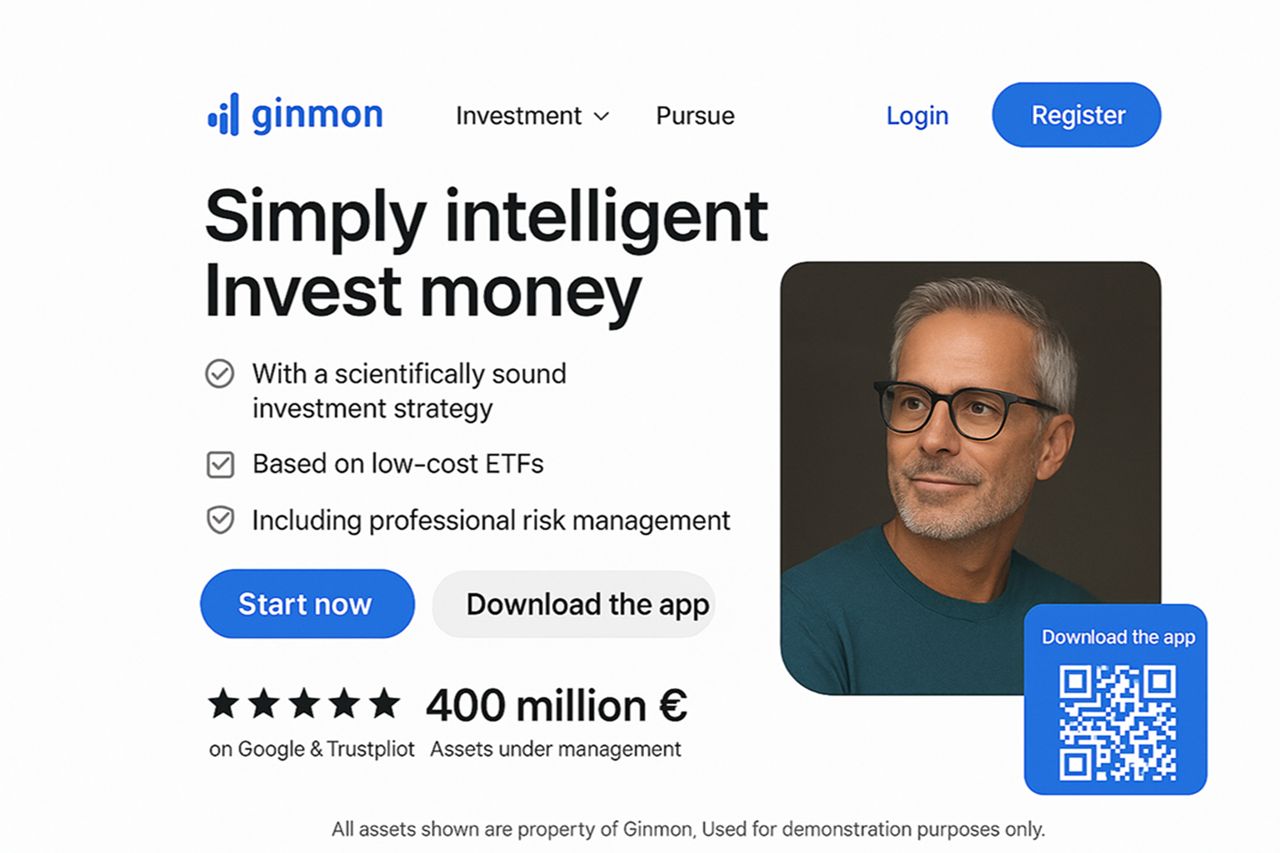 ginmon
Investment
Pursue
Login
Register
Simply intelligent
Invest money
With a scientifically sound
investment strategy
Based on low-cost ETFs
Including professional risk management
Start now
Download the app
400 million €
on Google & Trustpliot
Assets under management
Download the app
All assets shown are property of Ginmon, Used for demonstration purposes only.